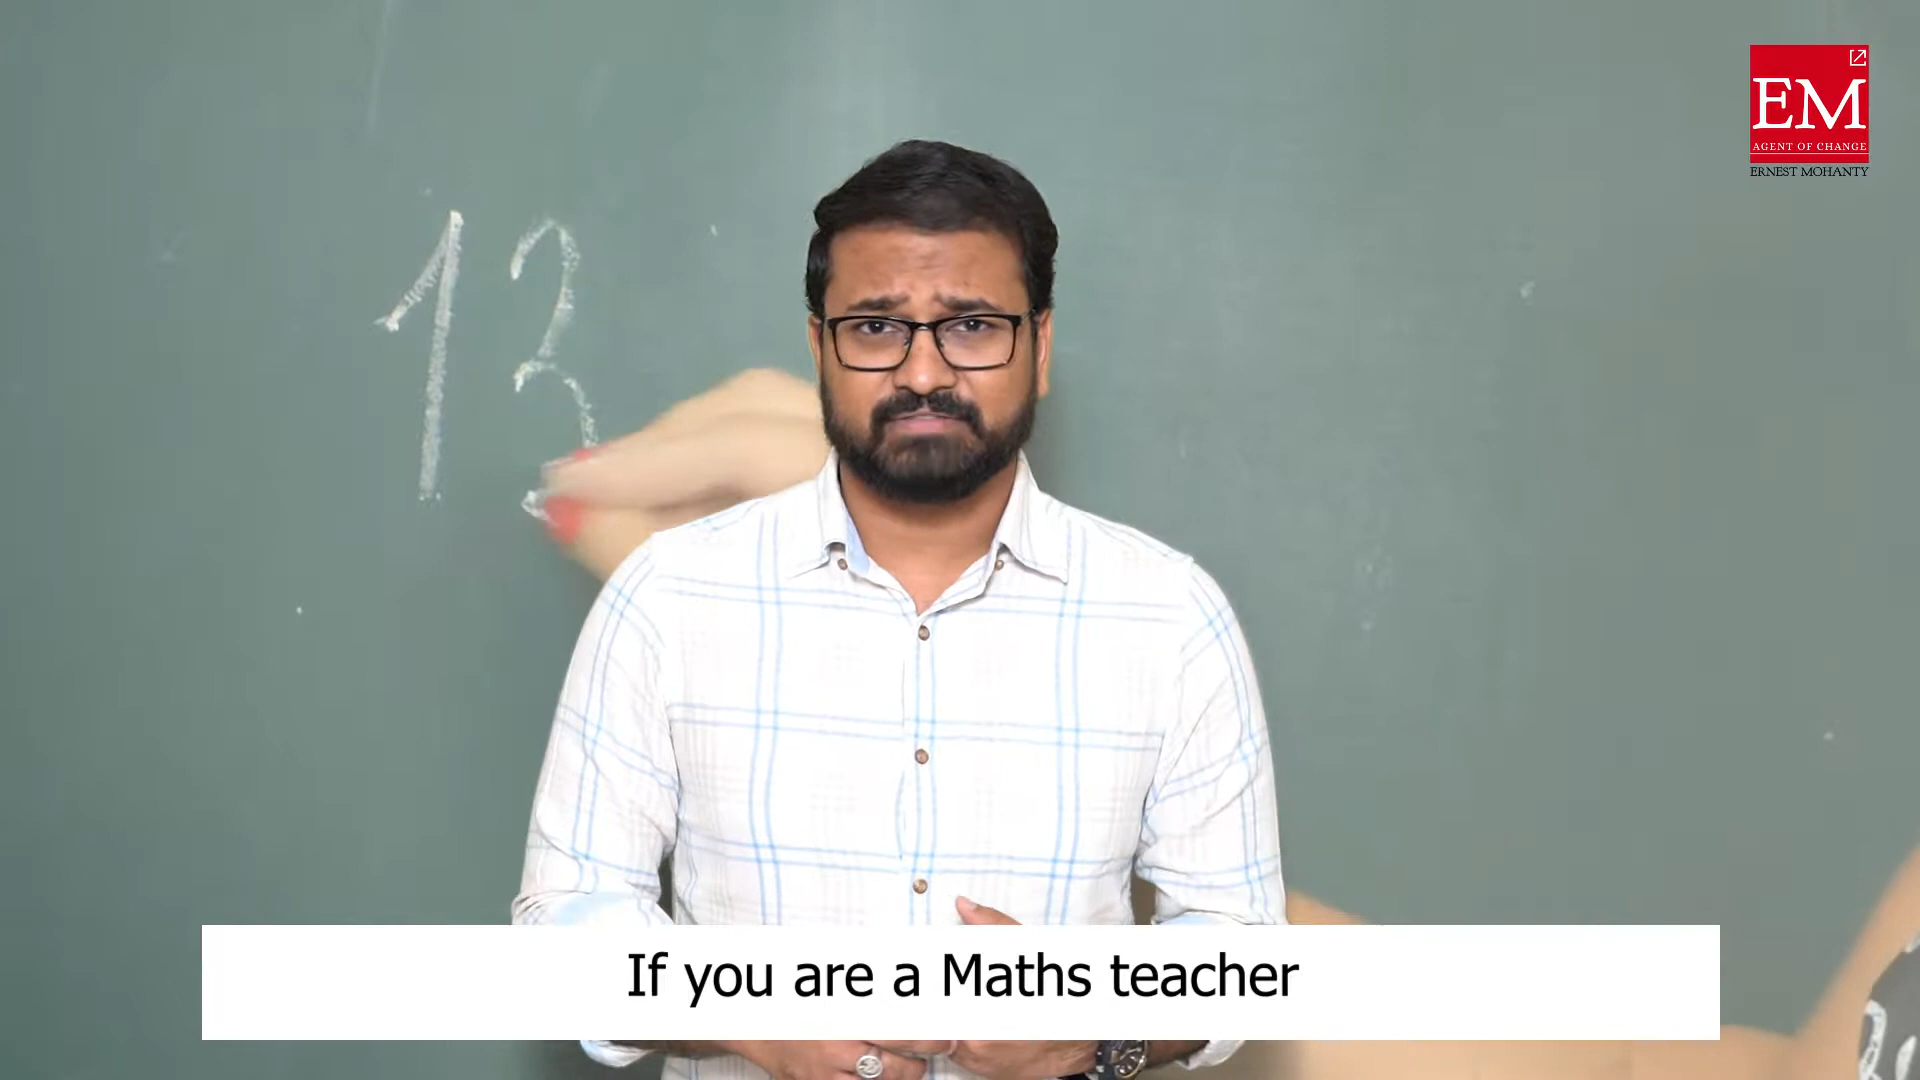 13
EM
AGENT OF CHANGE
ERNEST MOHANTY
If you are a Maths teacher